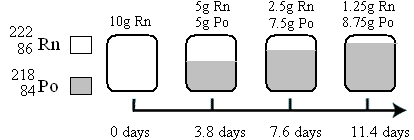 222
86 Rn
218
84 Po
10g Rn
5g Rn
5g Po
2.5g Rn
7.5g Po
1.25g Rn
8.75g Po
0 days
3.8 days
7.6 days
11.4 days